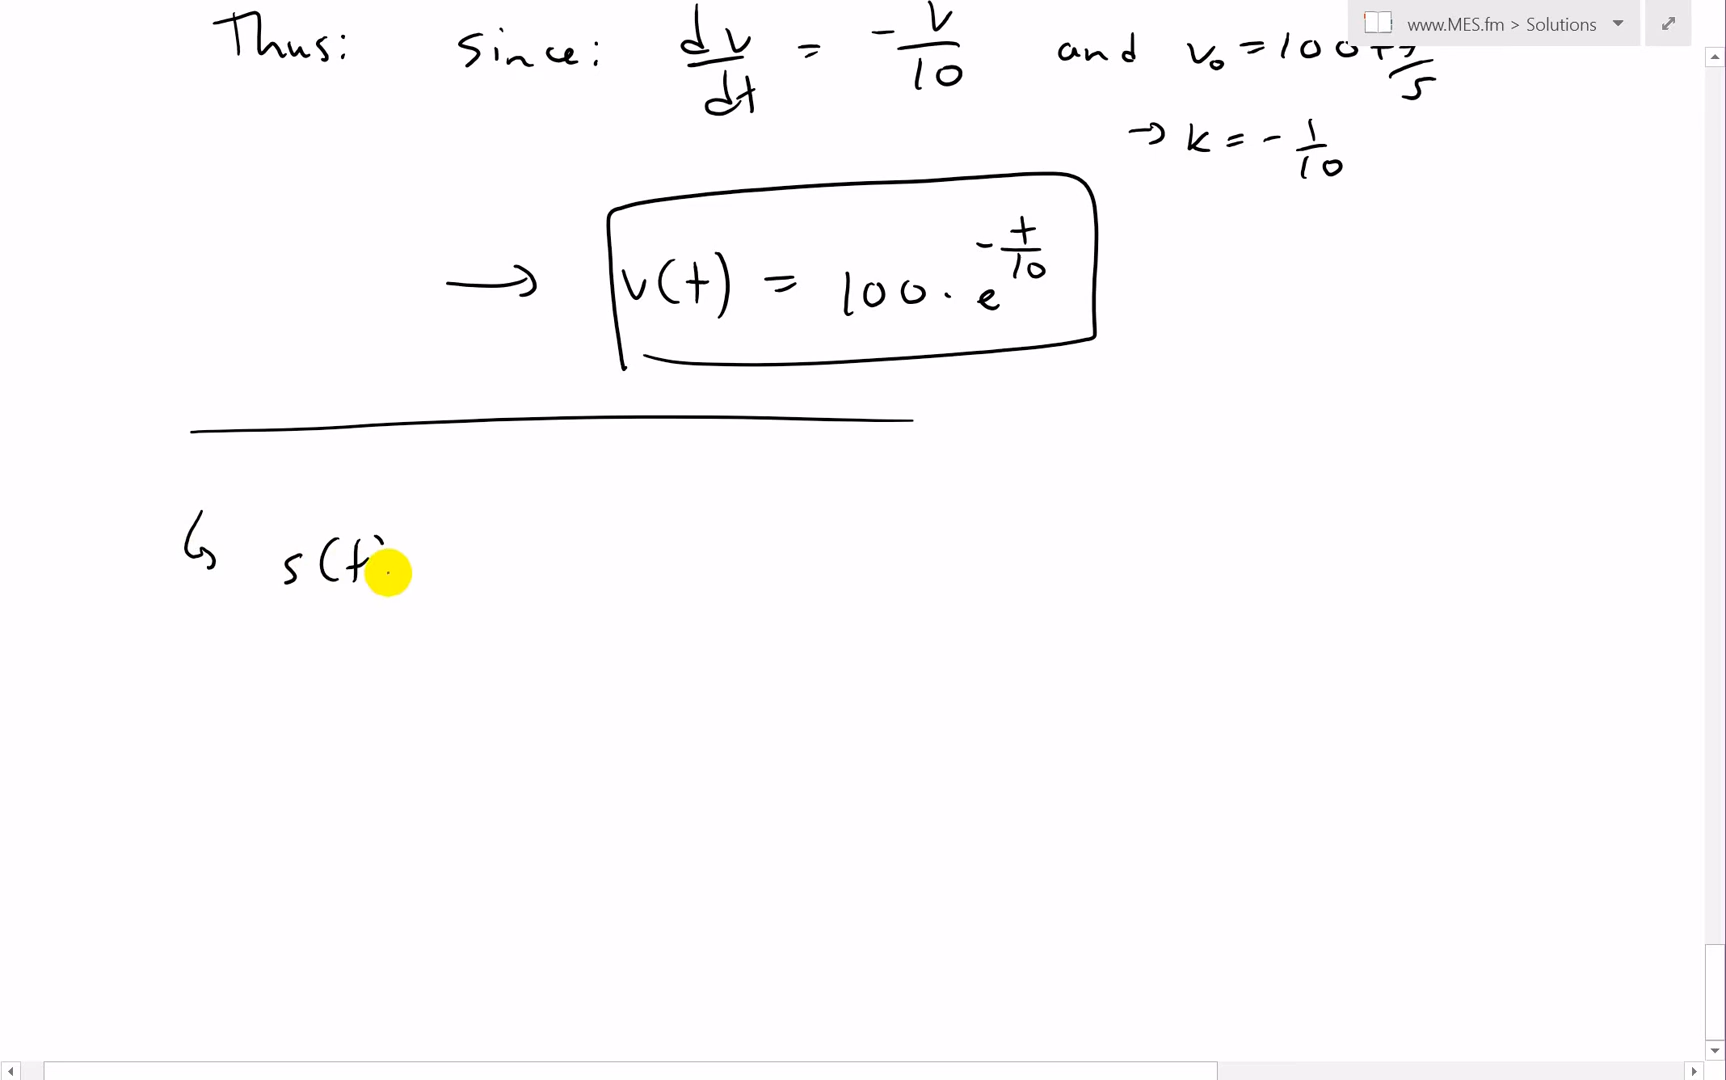 www.MES.fm > Solutions
Thus: since: dv/dt = -v/10 and v₀ = 100 ft/s
→ k = -1/10
→ v(t) = 100 · e^(-t/10)
↳ s(t)